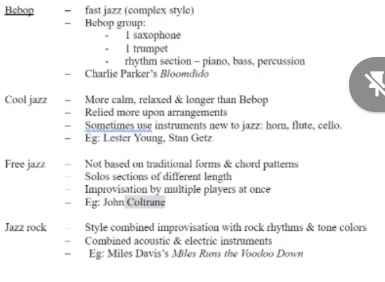 Bebop – fast jazz (complex style)
– Bebop group:
- 1 saxophone
- 1 trumpet
- rhythm section – piano, bass, percussion
– Charlie Parker's Bloomdido
Cool jazz – More calm, relaxed & longer than Bebop
– Relied more upon arrangements
– Sometimes use instruments new to jazz: horn, flute, cello.
– Eg: Lester Young, Stan Getz
Free jazz – Not based on traditional forms & chord patterns
– Solos sections of different length
– Improvisation by multiple players at once
– Eg: John Coltrane
Jazz rock – Style combined improvisation with rock rhythms & tone colors
– Combined acoustic & electric instruments
– Eg: Miles Davis's Miles Runs the Voodoo Down